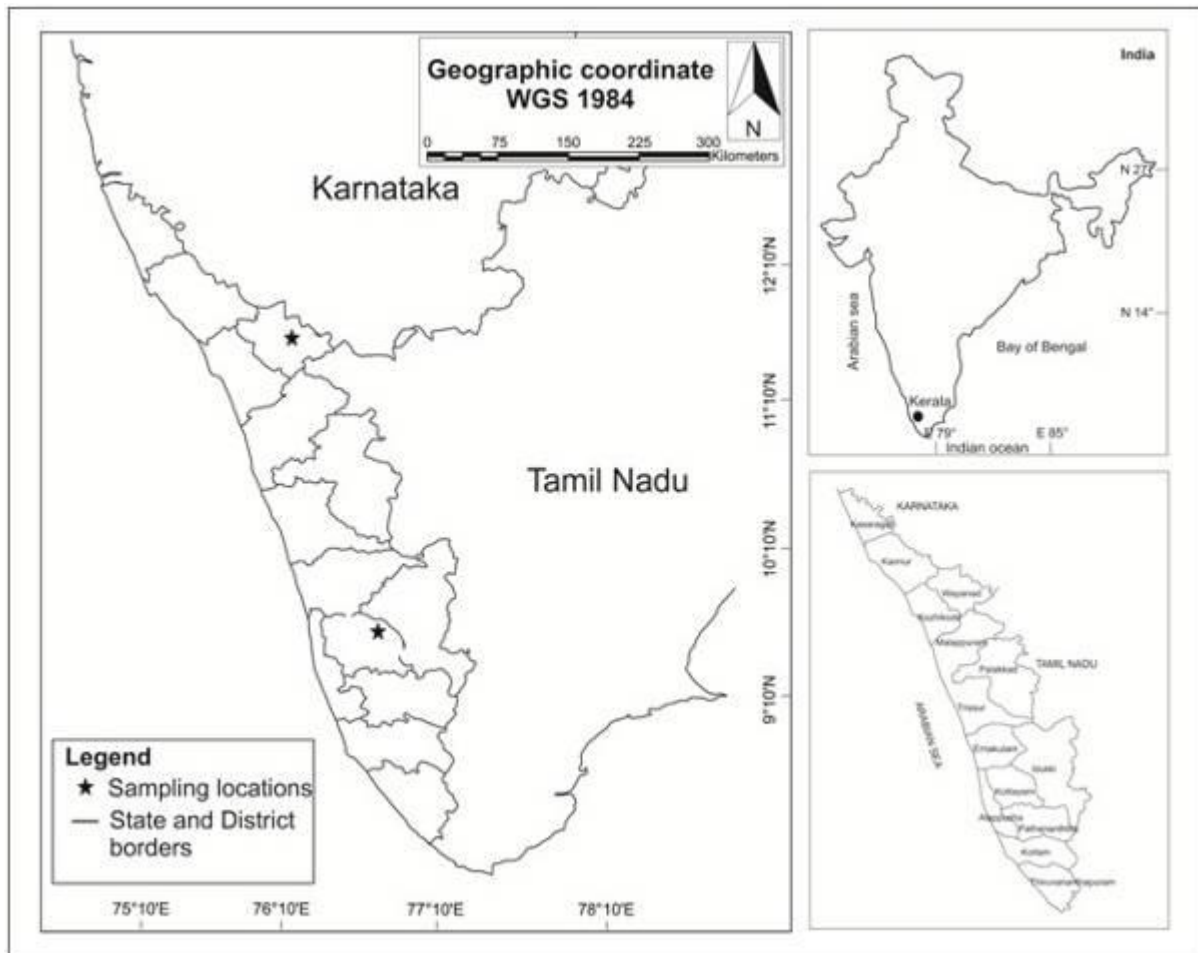 Geographic coordinate
WGS 1984
N
0 75 150 225 300
Kilometers
Karnataka
Tamil Nadu
12°10'N
11°10'N
10°10'N
9°10'N
Legend
Sampling locations
State and District
borders
75°10'E
76°10'E
77°10'E
78°10'E
India
N 27°
N 14°
Arabian sea
Bay of Bengal
Kerala
E 79°
E 85°
Indian ocean
KARNATAKA
Kasaragod
Kannur
Wayanad
Kozhikode
Malappuram
Palakkad
TAMIL NADU
ARABIAN SEA
Ernakulam
Idukki
Kottayam
Alappuzha
Kollam